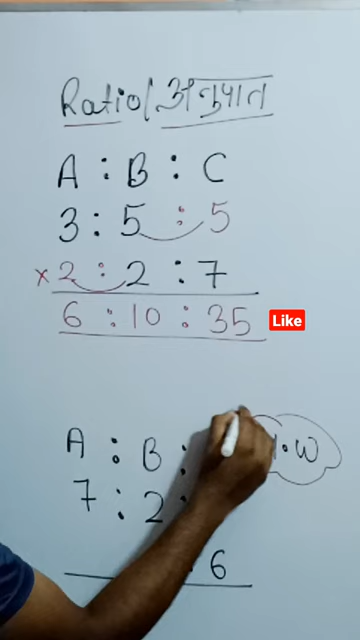 Ratio/अनुपात
A : B : C
3 : 5 : 5
× 2 : 2 : 7
6 : 10 : 35
Like
A : B :
7 : 2 :
6